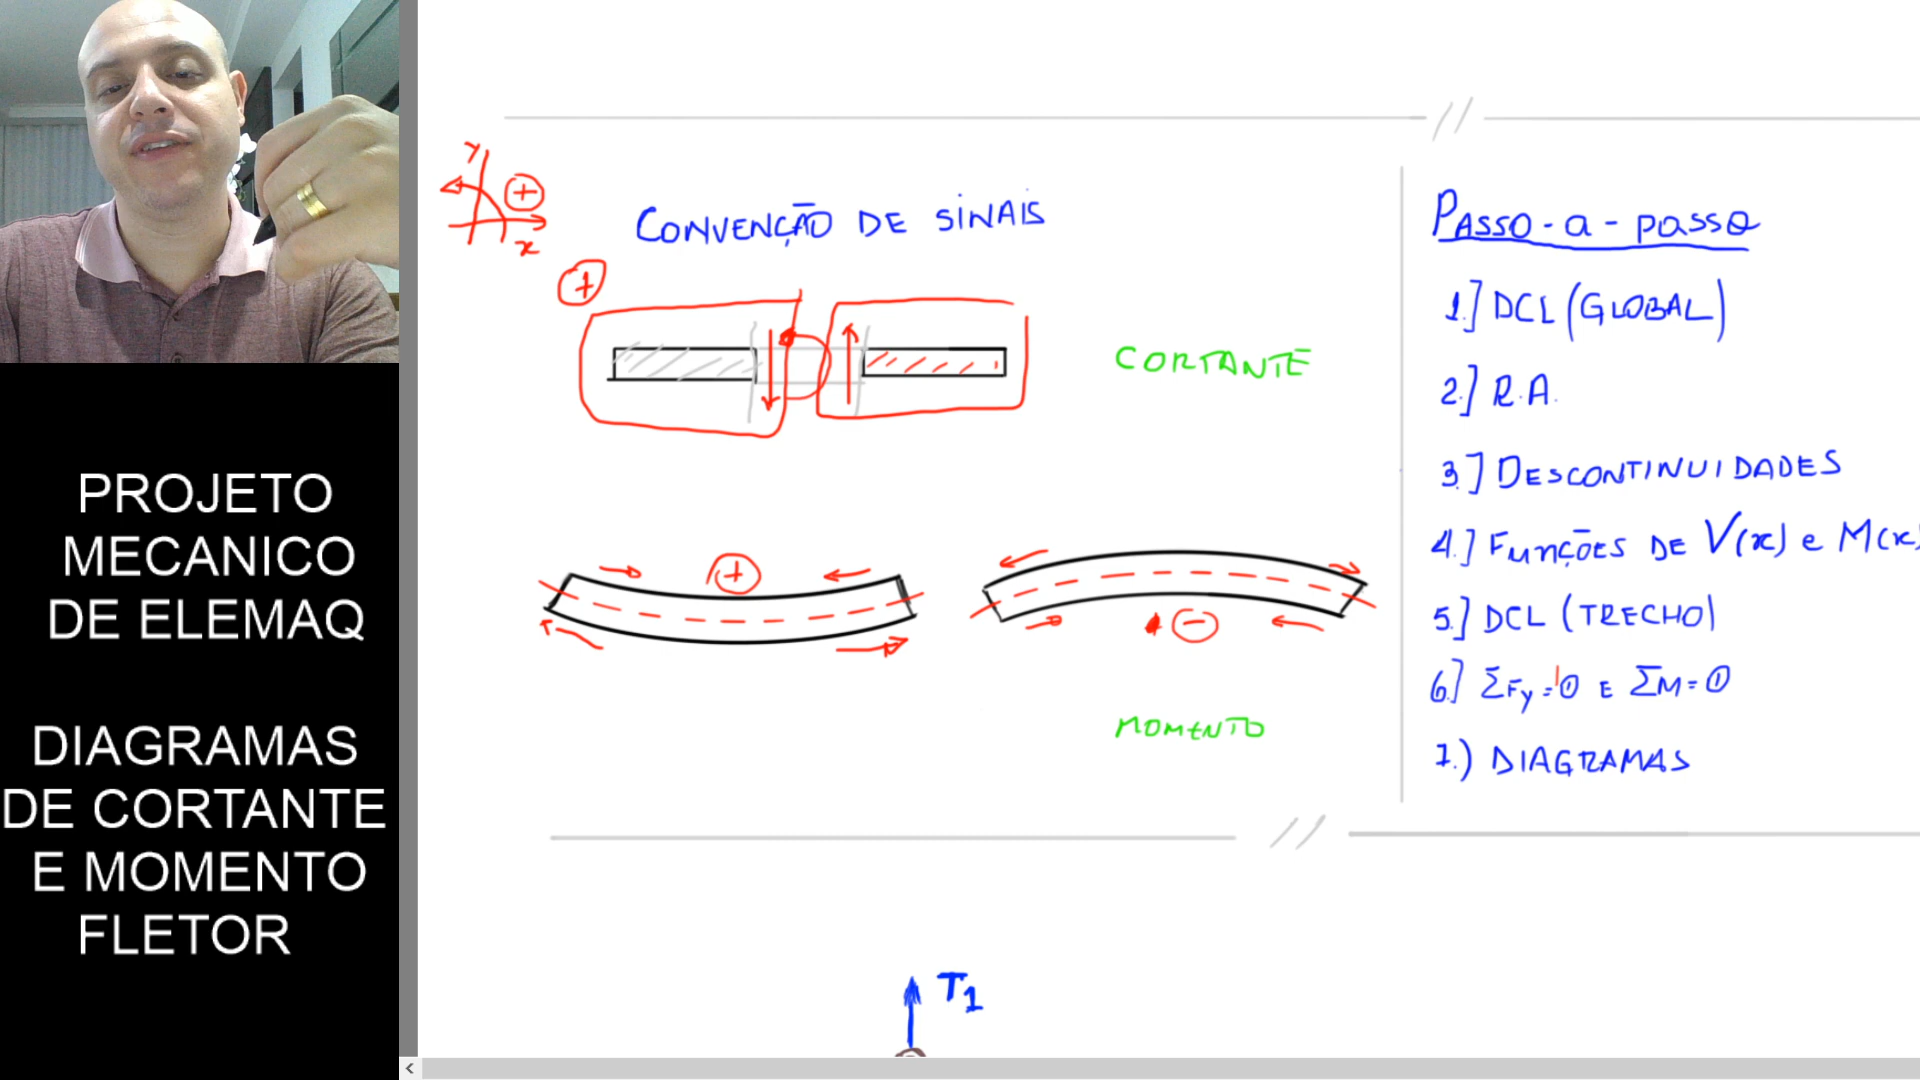 PROJETO
MECANICO
DE ELEMAQ
DIAGRAMAS
DE CORTANTE
E MOMENTO
FLETOR
y
+
x
CONVENÇÃO DE SINAIS
+
CORTANTE
+
-
MOMENTO
PASSO-a-passo
1.] DCL (GLOBAL)
2.] R.A.
3.] DESCONTINUIDADES
4.] FUNÇÕES DE V(x) e M(x)
5.] DCL (TRECHO)
6.] ΣFy=0 E ΣM=0
7.) DIAGRAMAS
T1